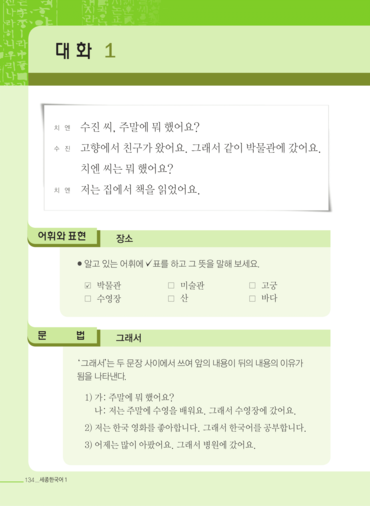 대화 1
치엔 수진 씨, 주말에 뭐 했어요?
수진 고향에서 친구가 왔어요. 그래서 같이 박물관에 갔어요.
치엔 씨는 뭐 했어요?
치엔 저는 집에서 책을 읽었어요.
어휘와 표현 장소
● 알고 있는 어휘에 ✓표를 하고 그 뜻을 말해 보세요.
☑ 박물관 □ 미술관 □ 고궁
□ 수영장 □ 산 □ 바다
문 법 그래서
‘그래서’는 두 문장 사이에서 쓰여 앞의 내용이 뒤의 내용의 이유가
됨을 나타낸다.
1) 가: 주말에 뭐 했어요?
나: 저는 주말에 수영을 배워요. 그래서 수영장에 갔어요.
2) 저는 한국 영화를 좋아합니다. 그래서 한국어를 공부합니다.
3) 어제는 많이 아팠어요. 그래서 병원에 갔어요.
134 _ 세종한국어 1